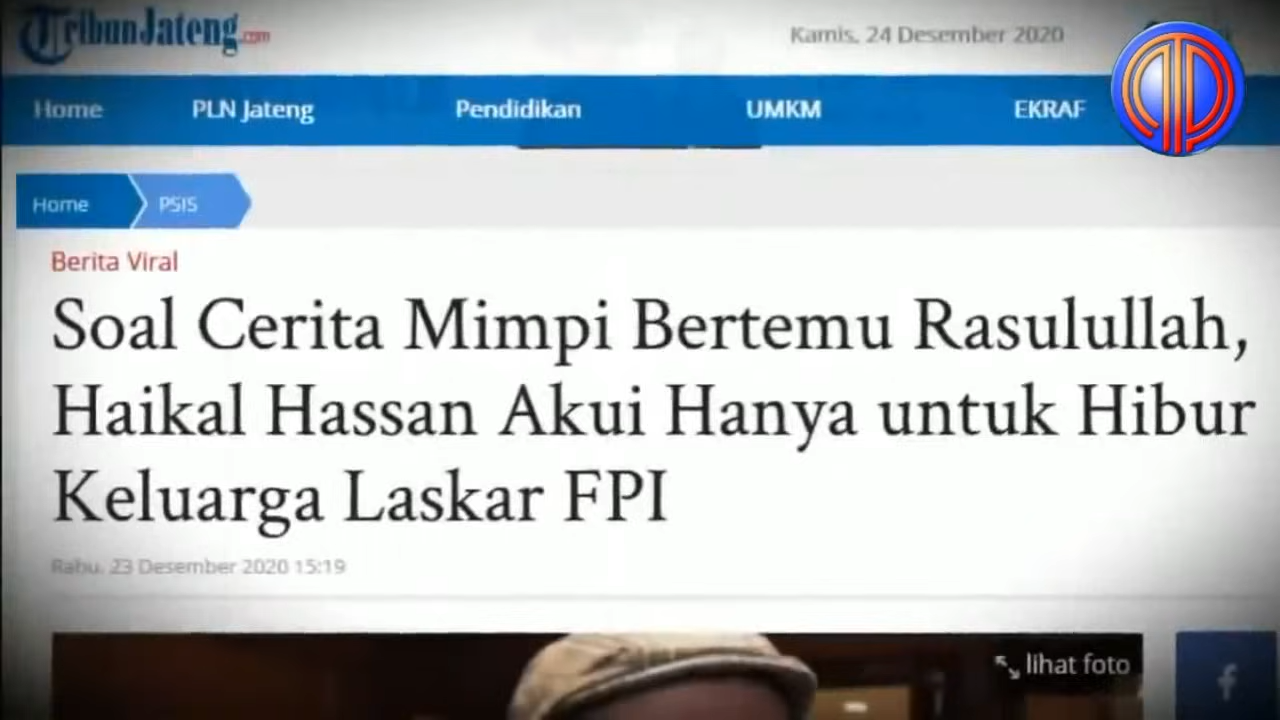 TribunJateng.com
Kamis, 24 Desember 2020
Home PLN Jateng Pendidikan UMKM EKRAF
Home PSIS
Berita Viral
Soal Cerita Mimpi Bertemu Rasulullah,
Haikal Hassan Akui Hanya untuk Hibur
Keluarga Laskar FPI
Rabu, 23 Desember 2020 15:19
lihat foto
f